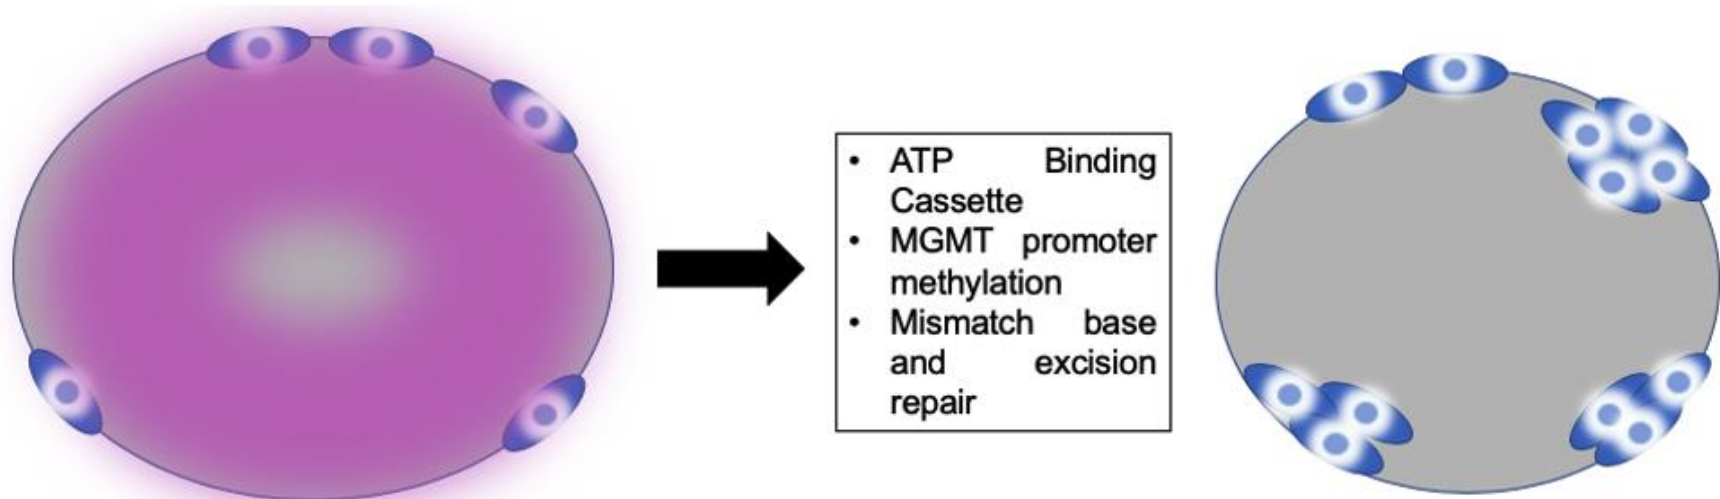 • ATP Binding
Cassette
• MGMT promoter
methylation
• Mismatch base
and excision
repair